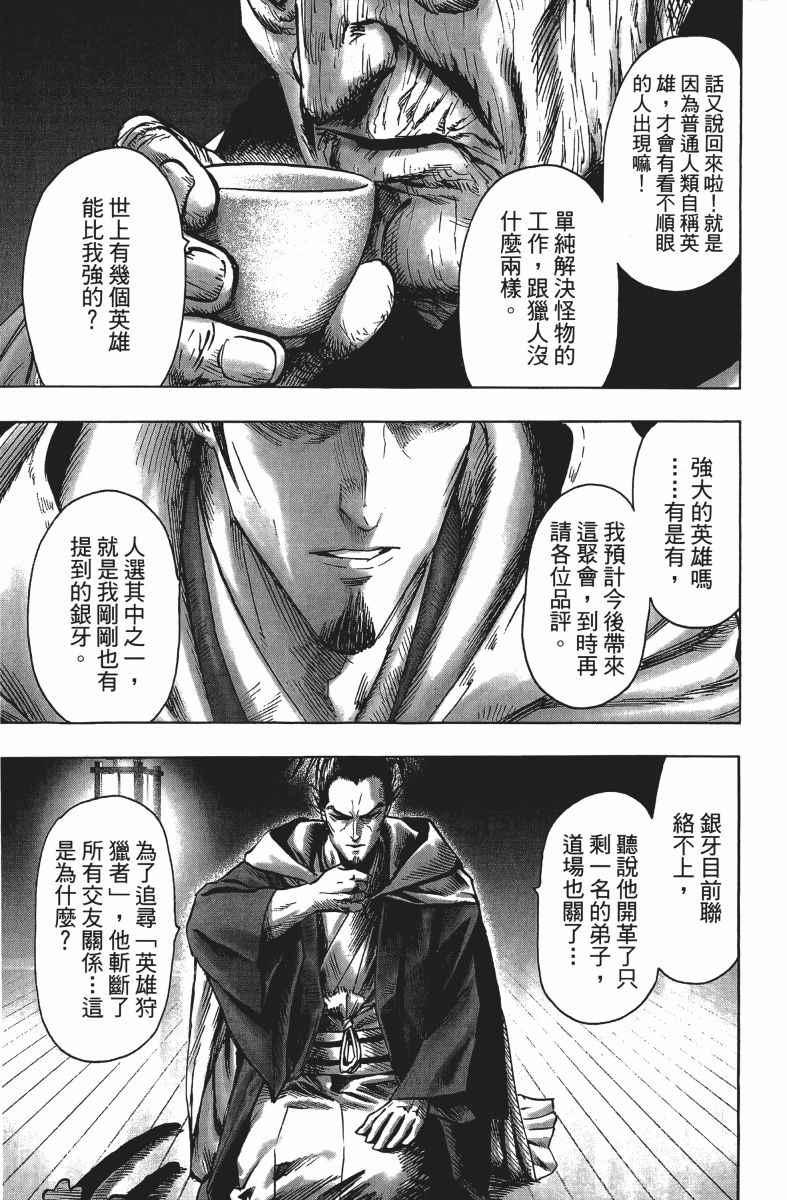 話又說回來啦！就是
因為普通人類自稱英
雄，才會有看不順眼
的人出現嘛！
單純解決怪物的
工作，跟獵人沒
什麼兩樣。
世上有幾個英雄
能比我強的？
強大的英雄嗎
……有是有，
我預計今後帶來
這聚會，到時再
請各位品評。
人選其中之一，
就是我剛剛也有
提到的銀牙。
銀牙目前聯
絡不上，
聽說他開革了只
剩一名的弟子，
道場也關了…
為了追尋「英雄狩
獵者」，他斬斷了
所有交友關係…這
是為什麼？